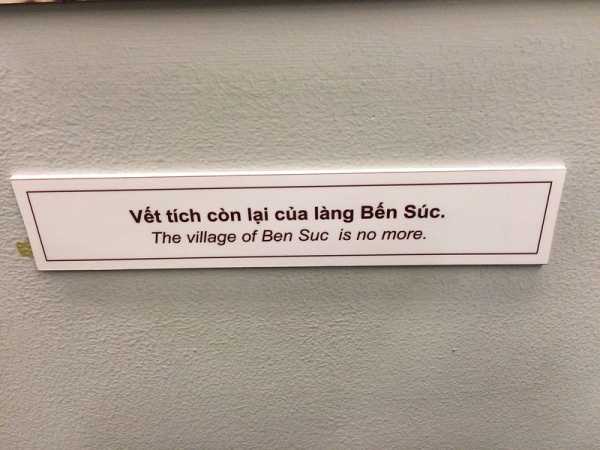 Vết tích còn lại của làng Bến Súc.
The village of Ben Suc is no more.